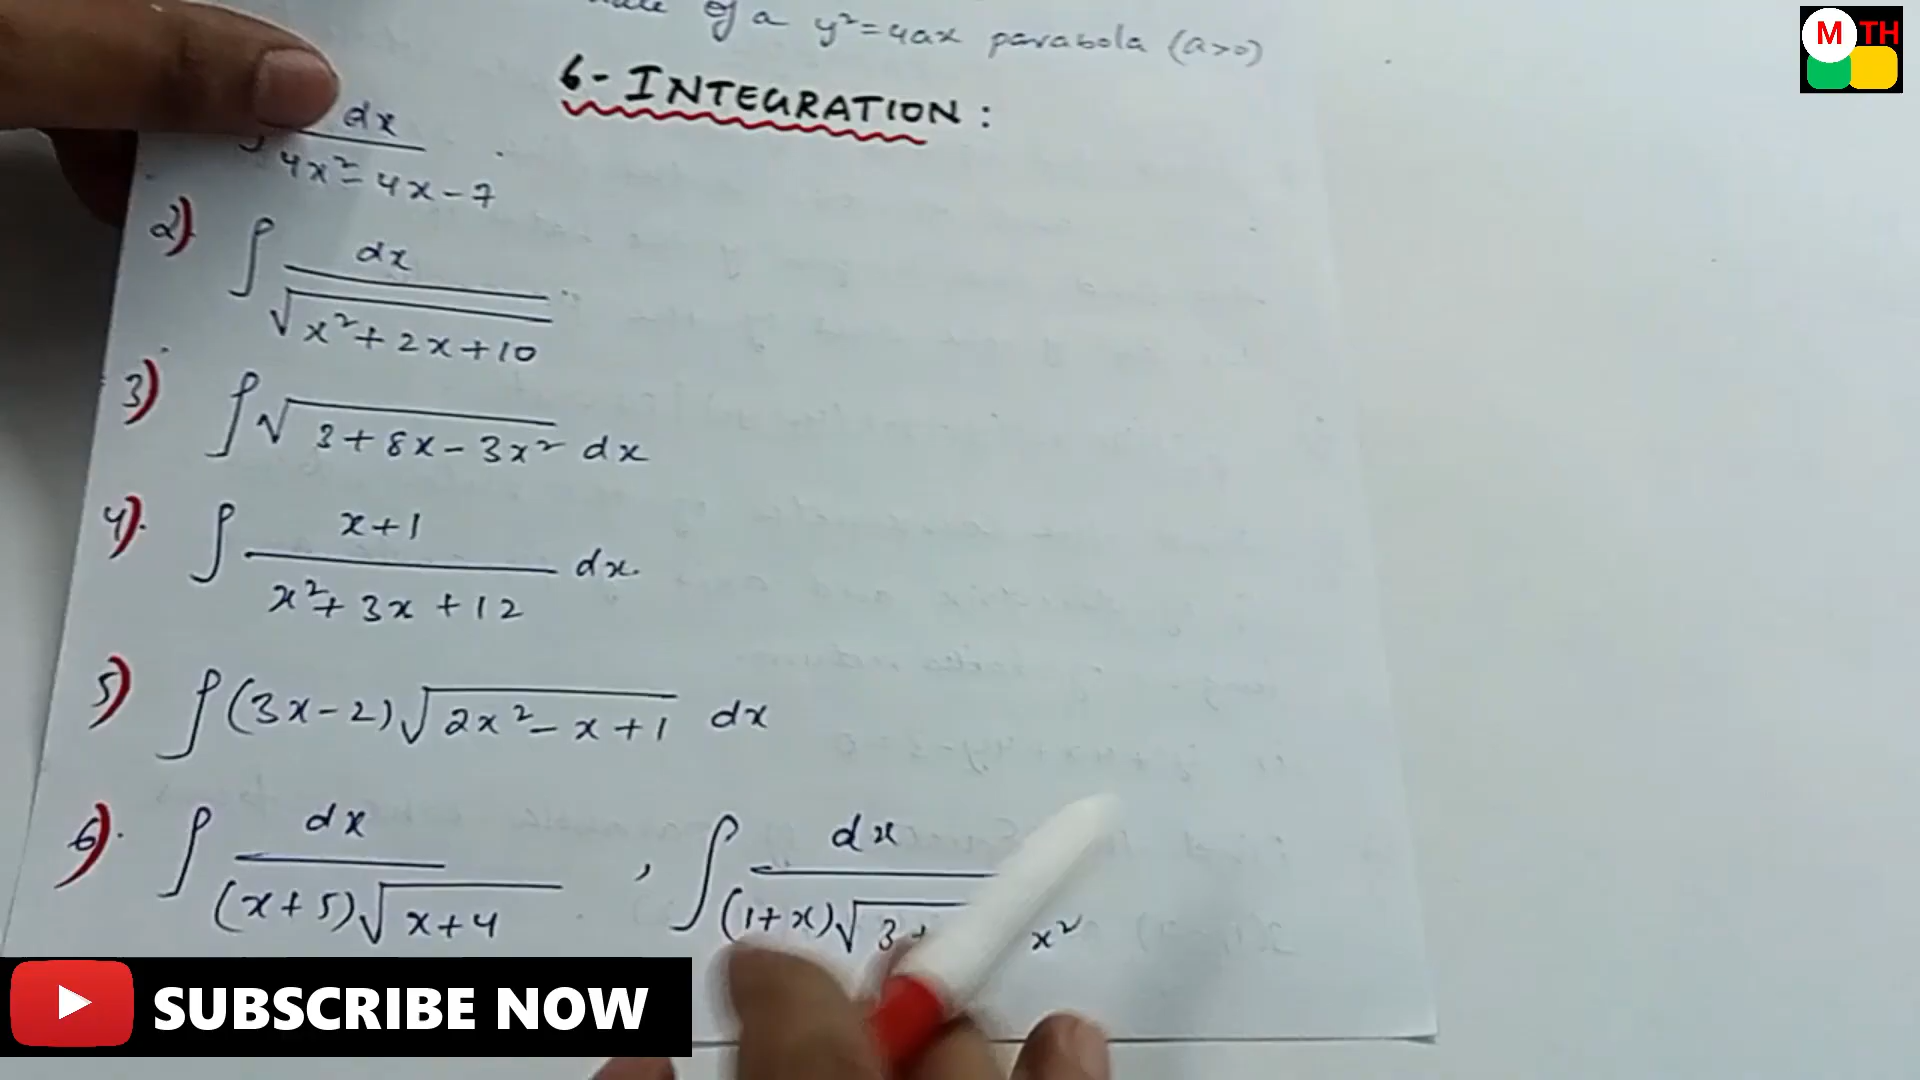 of a y²=4ax parabola (a>0)
6- INTEGRATION:
∫ dx / 4x²-4x-7
2) ∫ dx / √x²+2x+10
3) ∫√3+8x-3x² dx
4). ∫ x+1 / x²+3x+12 dx.
5) ∫(3x-2)√2x²-x+1 dx
6). ∫ dx / (x+5)√x+4 , ∫ dx / (1+x)√3+ x²
SUBSCRIBE NOW
M TH